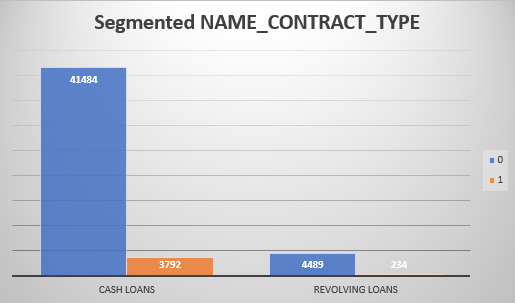 Segmented NAME_CONTRACT_TYPE
41484
3792
4489
234
CASH LOANS
REVOLVING LOANS
0
1